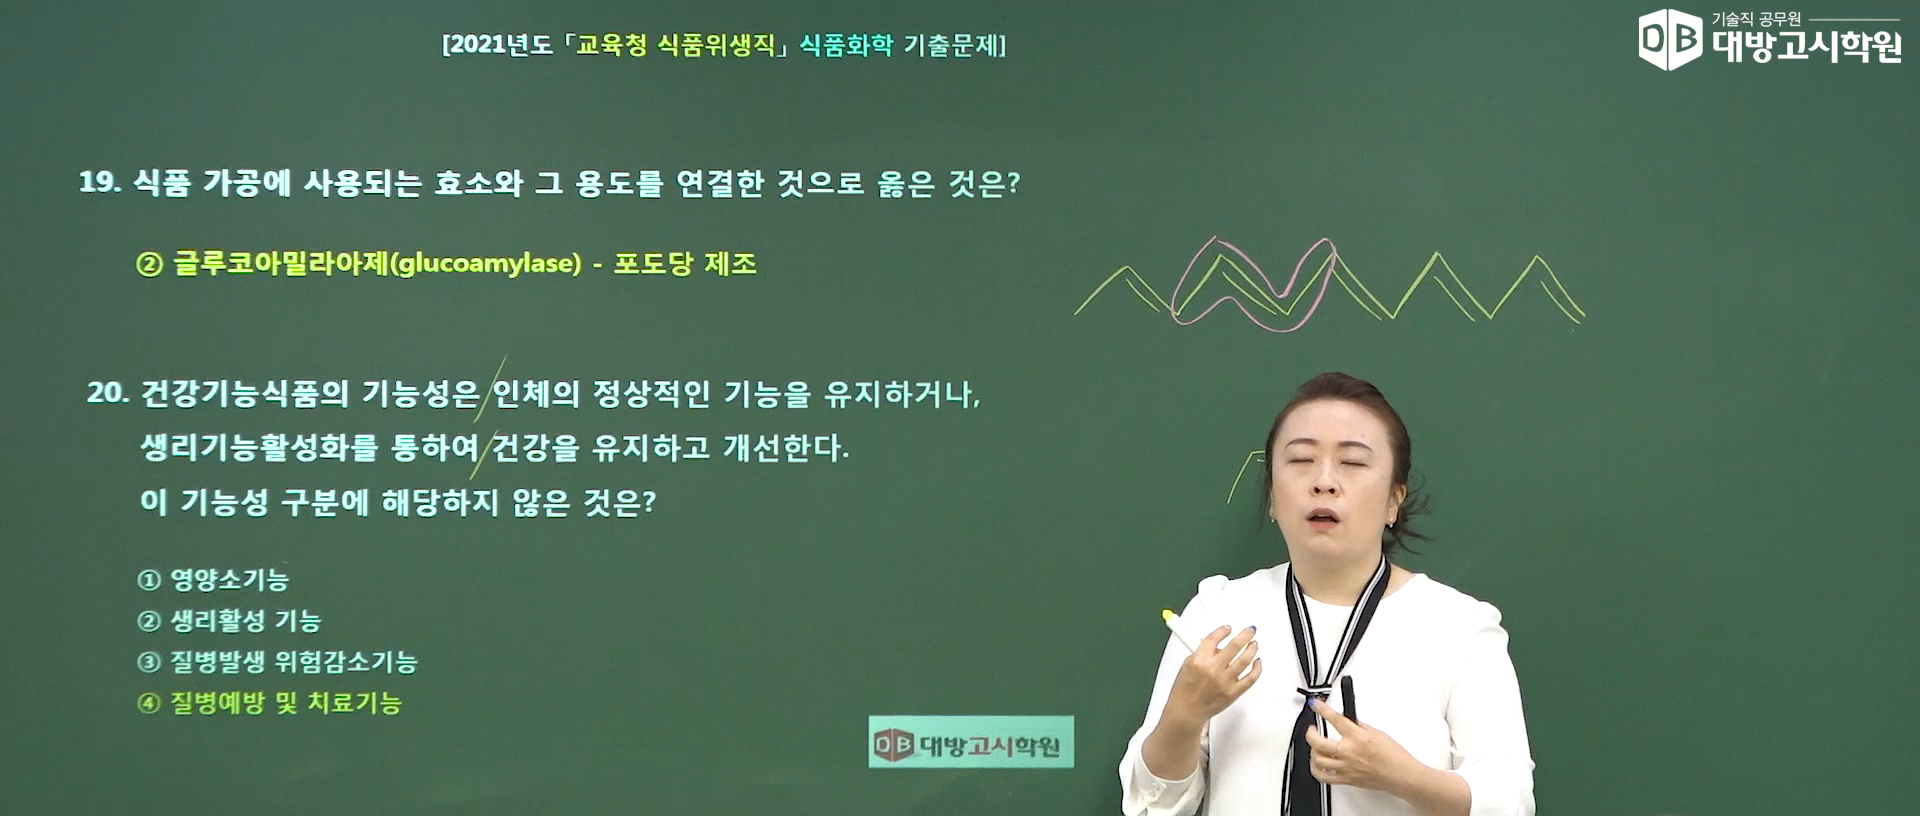 [2021년도 「교육청 식품위생직」 식품화학 기출문제]
기술직 공무원
DB 대방고시학원
19. 식품 가공에 사용되는 효소와 그 용도를 연결한 것으로 옳은 것은?
② 글루코아밀라아제(glucoamylase) - 포도당 제조
20. 건강기능식품의 기능성은 인체의 정상적인 기능을 유지하거나,
생리기능활성화를 통하여 건강을 유지하고 개선한다.
이 기능성 구분에 해당하지 않은 것은?
① 영양소기능
② 생리활성 기능
③ 질병발생 위험감소기능
④ 질병예방 및 치료기능
DB 대방고시학원